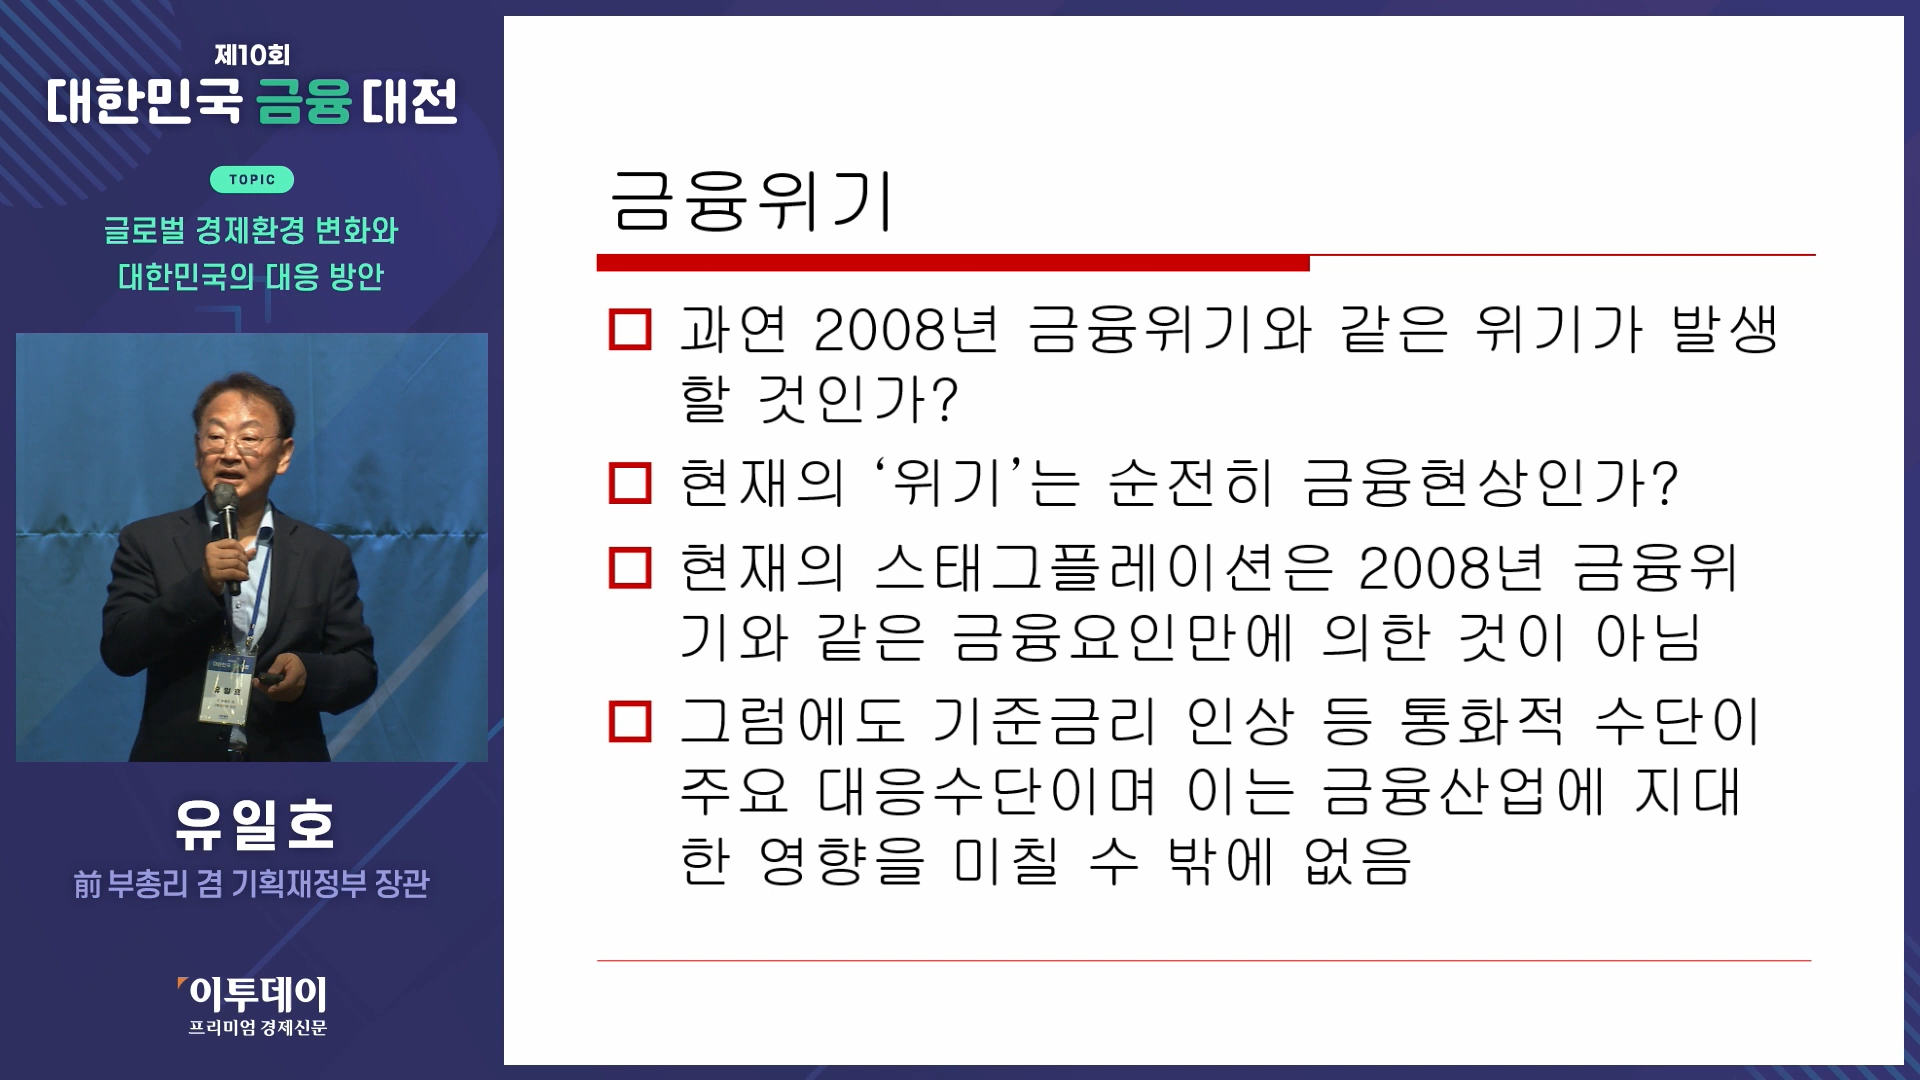 제10회
대한민국 금융대전
TOPIC
글로벌 경제환경 변화와
대한민국의 대응 방안
유일호
前 부총리 겸 기획재정부 장관
이투데이
프리미엄 경제신문
금융위기
과연 2008년 금융위기와 같은 위기가 발생
할 것인가?
현재의 ‘위기’는 순전히 금융현상인가?
현재의 스태그플레이션은 2008년 금융위
기와 같은 금융요인만에 의한 것이 아님
그럼에도 기준금리 인상 등 통화적 수단이
주요 대응수단이며 이는 금융산업에 지대
한 영향을 미칠 수 밖에 없음